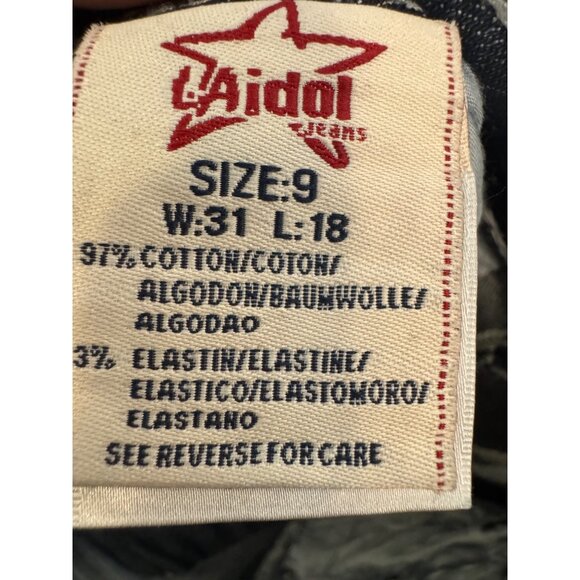 L.Aidol
Jeans
SIZE:9
W:31 L:18
97% COTTON/COTON/
ALGODON/BAUMWOLLE/
ALGODAO
3% ELASTIN/ELASTINE/
ELASTICO/ELASTOMORO/
ELASTANO
SEE REVERSE FOR CARE